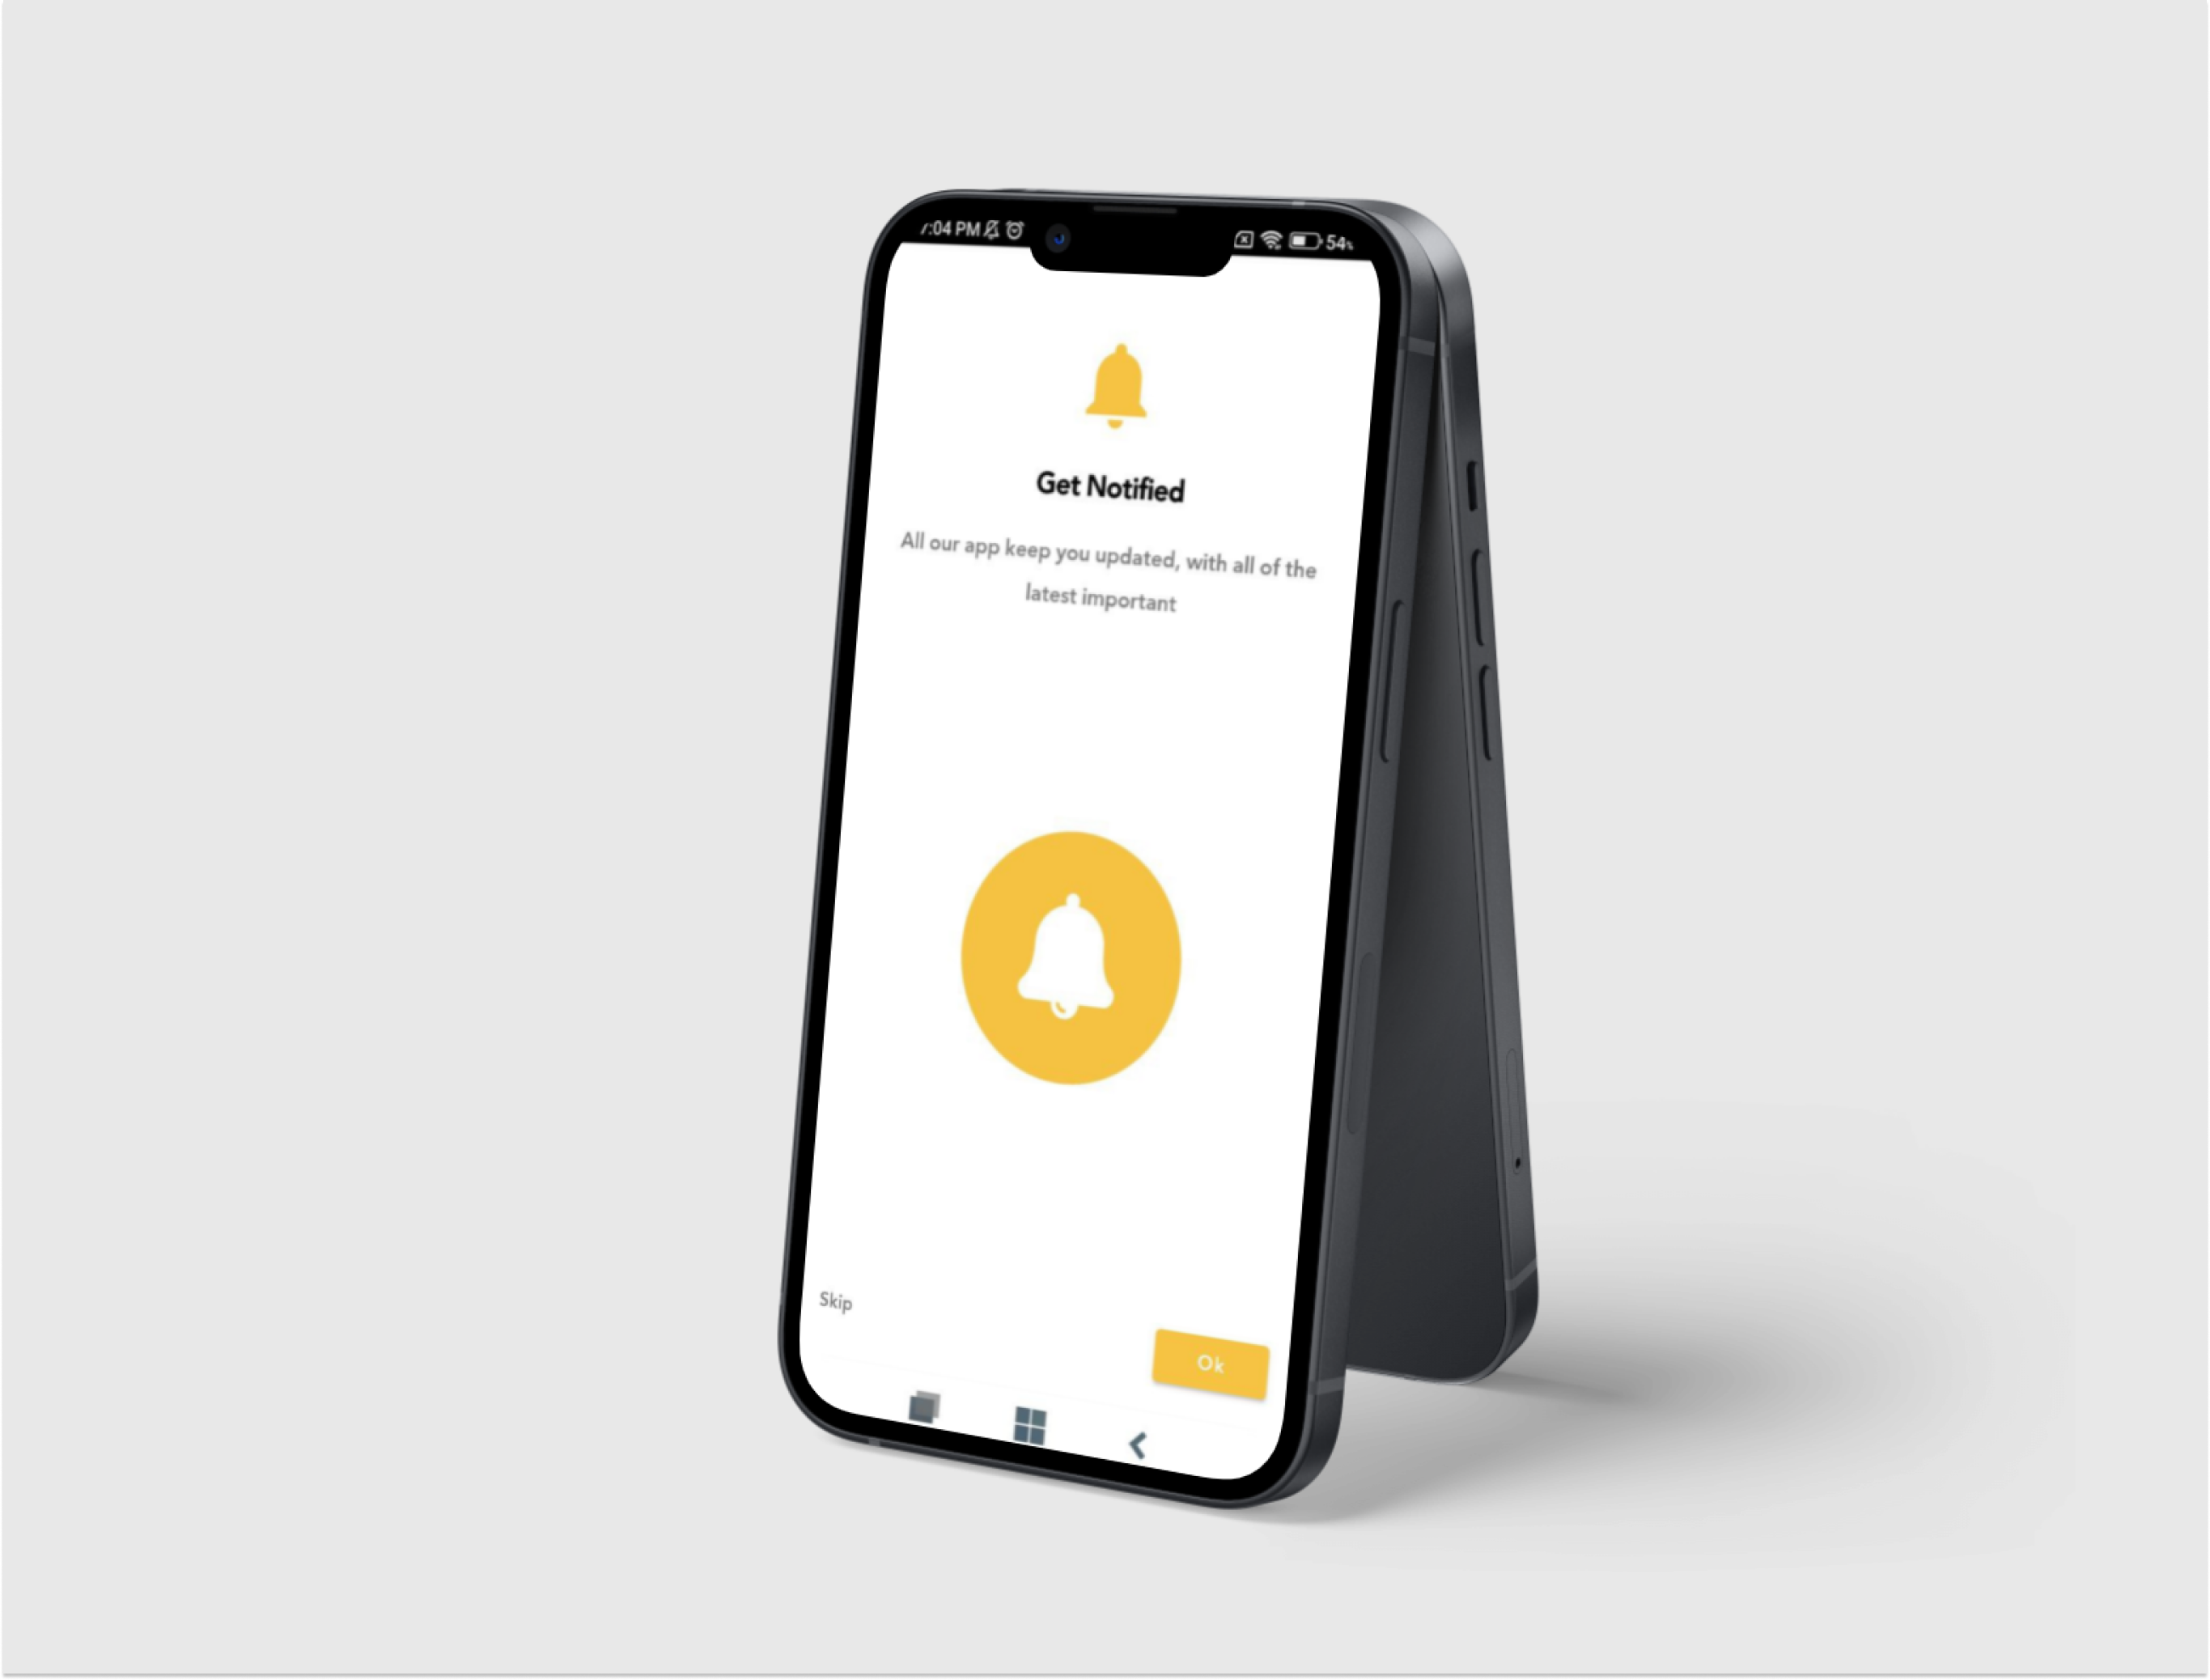 7:04 PM
54%
Get Notified
All our app keep you updated, with all of the
latest important
Skip
Ok